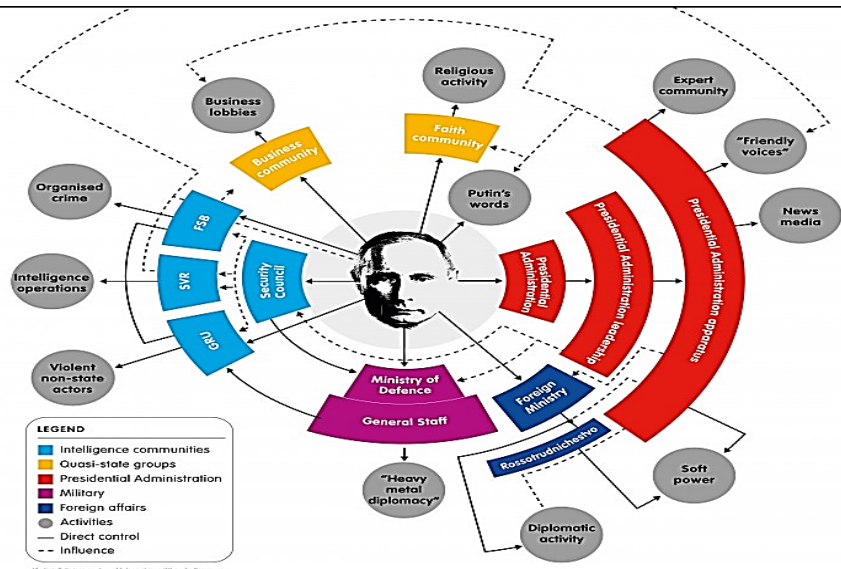 Religious
activity
Expert
community
Business
lobbies
Business
community
Faith
community
"Friendly
voices"
Organised
crime
Putin's
words
News
media
FSB
Intelligence
operations
SVR
Security
Council
Presidential
Administration
Presidential Administration leadership
Presidential Administration apparatus
GRU
Violent
non-state
actors
Ministry of
Defence
General Staff
Foreign
Ministry
Rossotrudnichestvo
"Heavy
metal
diplomacy"
Soft
power
Diplomatic
activity
LEGEND
Intelligence communities
Quasi-state groups
Presidential Administration
Military
Foreign affairs
Activities
Direct control
Influence